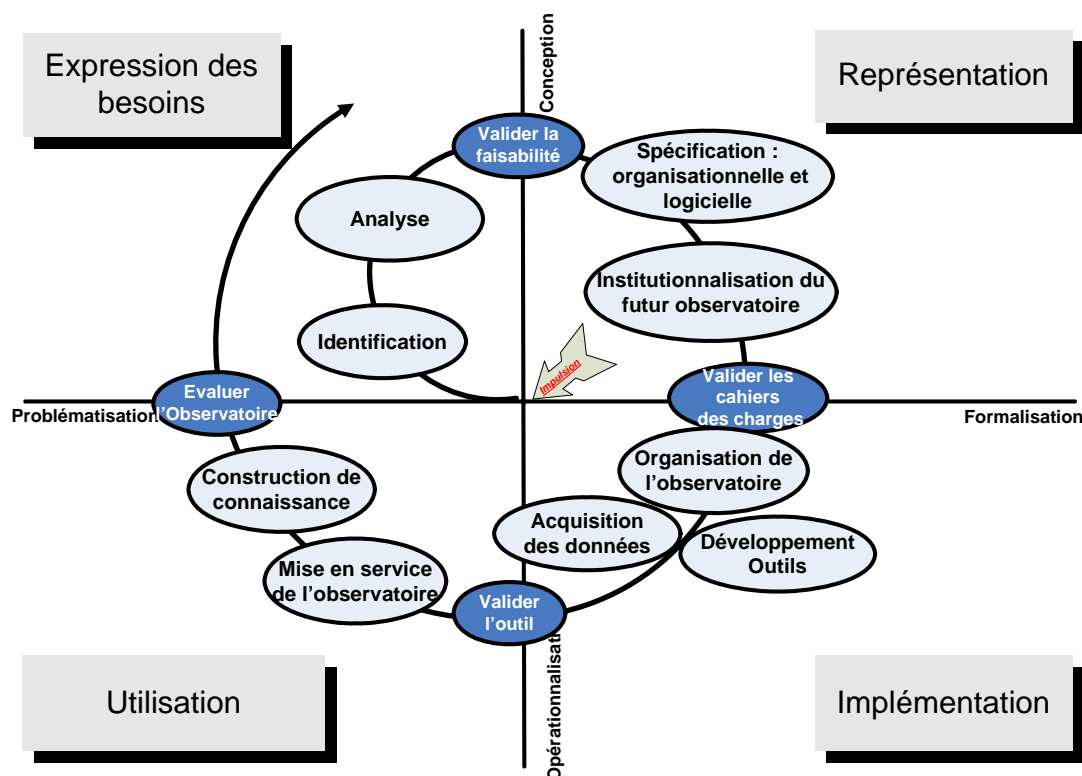 Expression des
besoins
Conception
Représentation
Valider la
faisabilité
Spécification :
organisationnelle et
logicielle
Analyse
Institutionnalisation du
futur observatoire
Identification
Impulsion
Evaluer
l'Observatoire
Valider les
cahiers
des charges
Problématisation
Formalisation
Organisation de
l'observatoire
Construction de
connaissance
Acquisition
des données
Développement
Outils
Mise en service
de l'observatoire
Valider
l'outil
Opérationnalisati
Utilisation
Implémentation